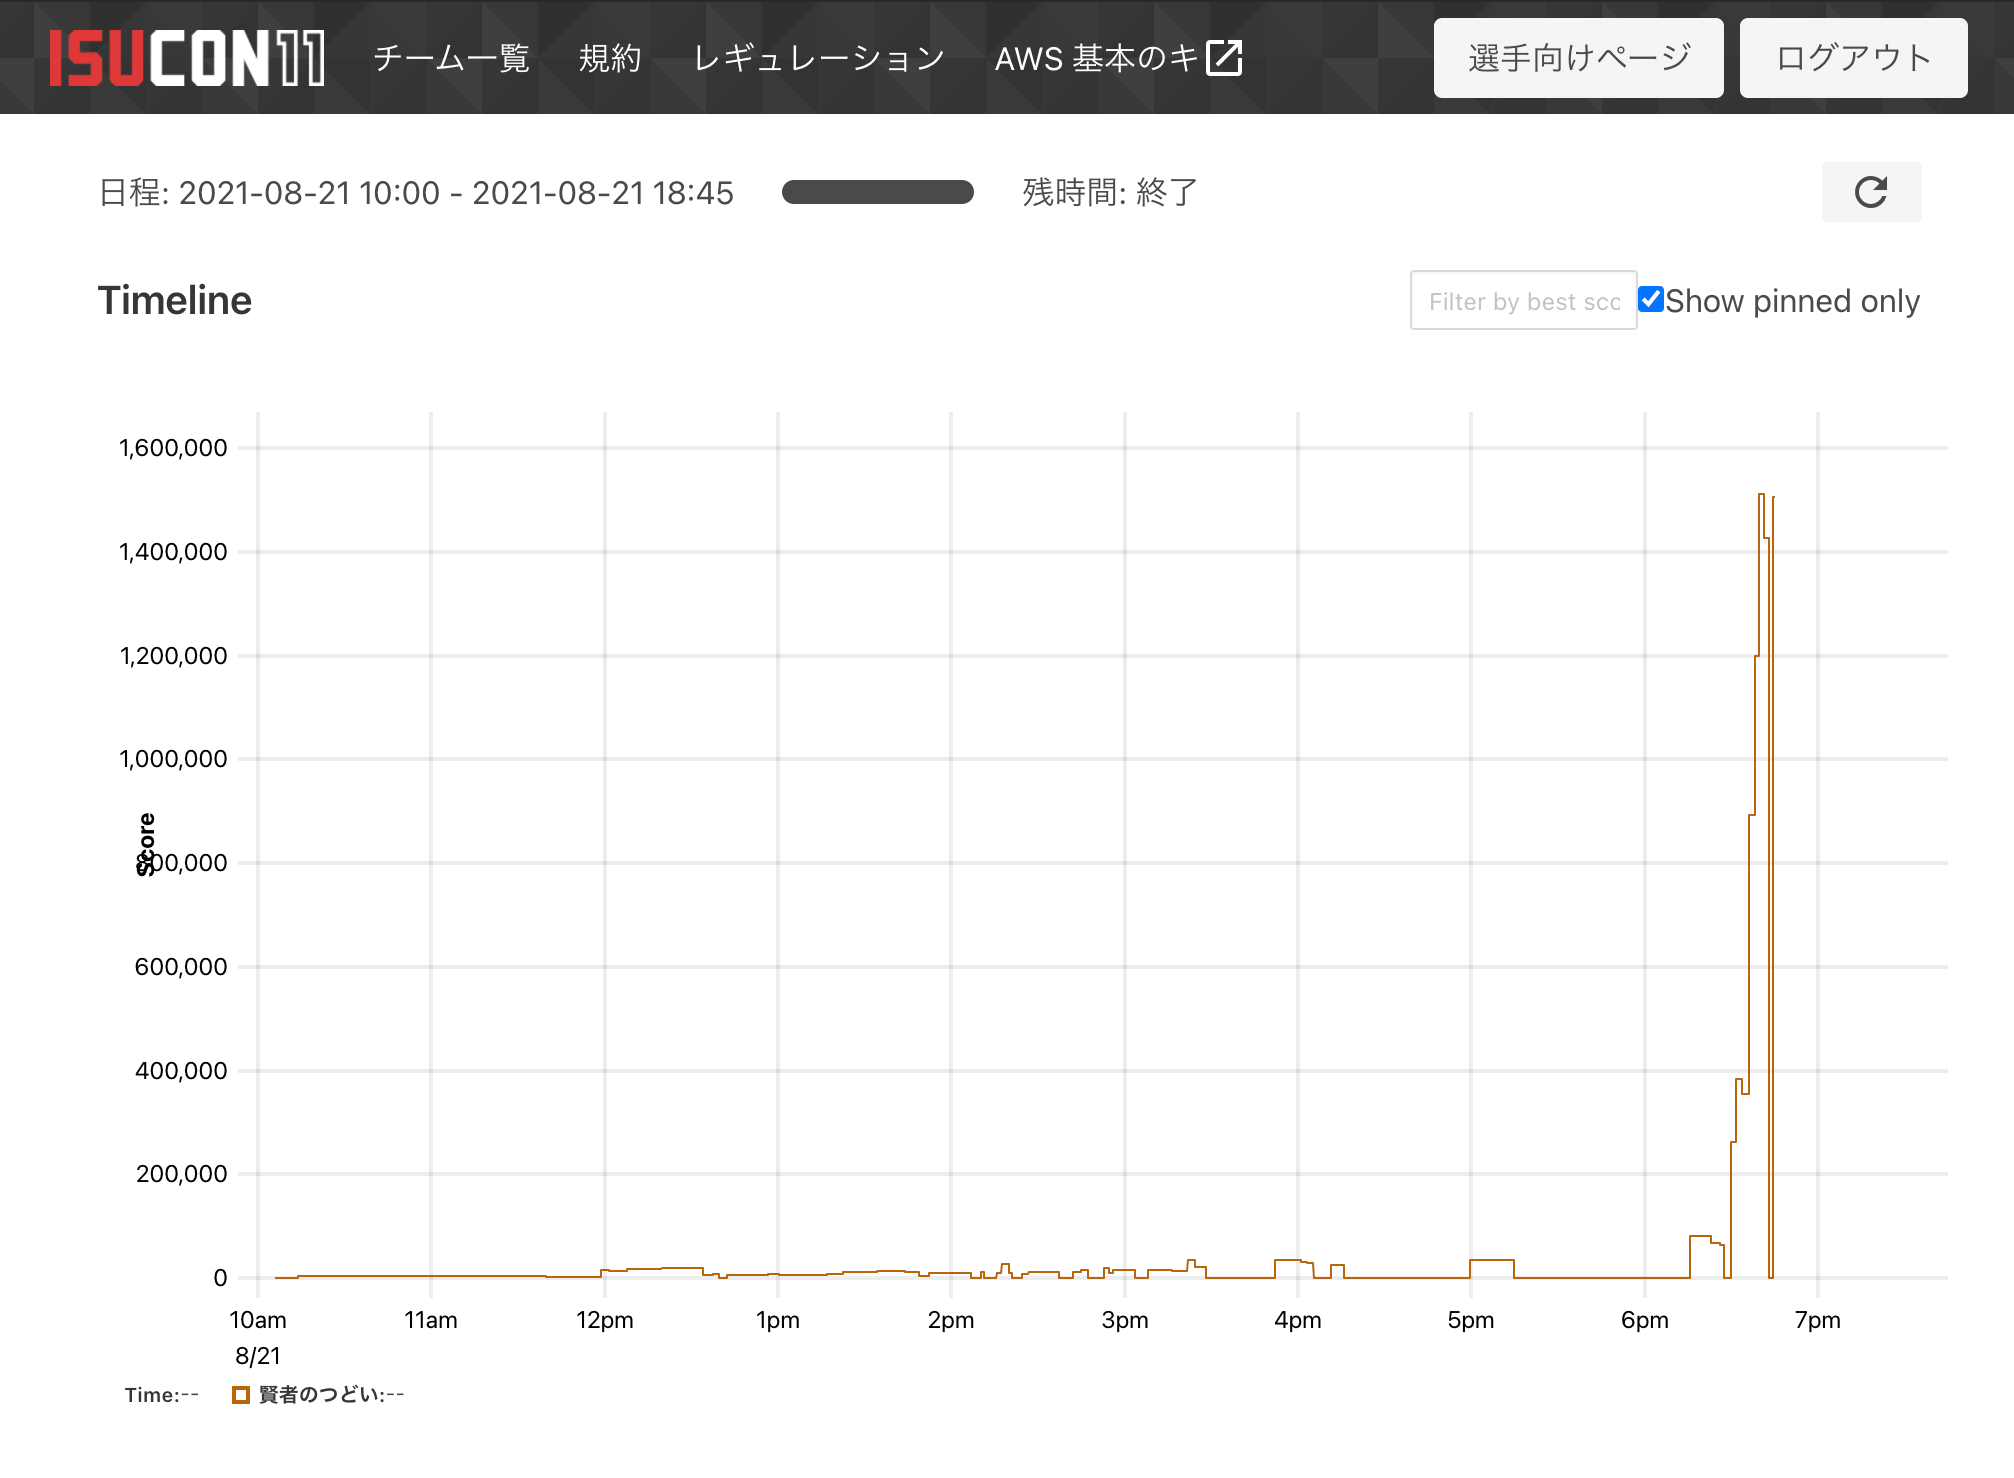 ISUCON11 チーム一覧 規約 レギュレーション AWS 基本のキ 選手向けページ ログアウト
日程: 2021-08-21 10:00 - 2021-08-21 18:45 残時間: 終了
Timeline Filter by best sco Show pinned only
1,600,000
1,400,000
1,200,000
1,000,000
Score
800,000
600,000
400,000
200,000
0
10am 11am 12pm 1pm 2pm 3pm 4pm 5pm 6pm 7pm
8/21
Time:-- 賢者のつどい:--